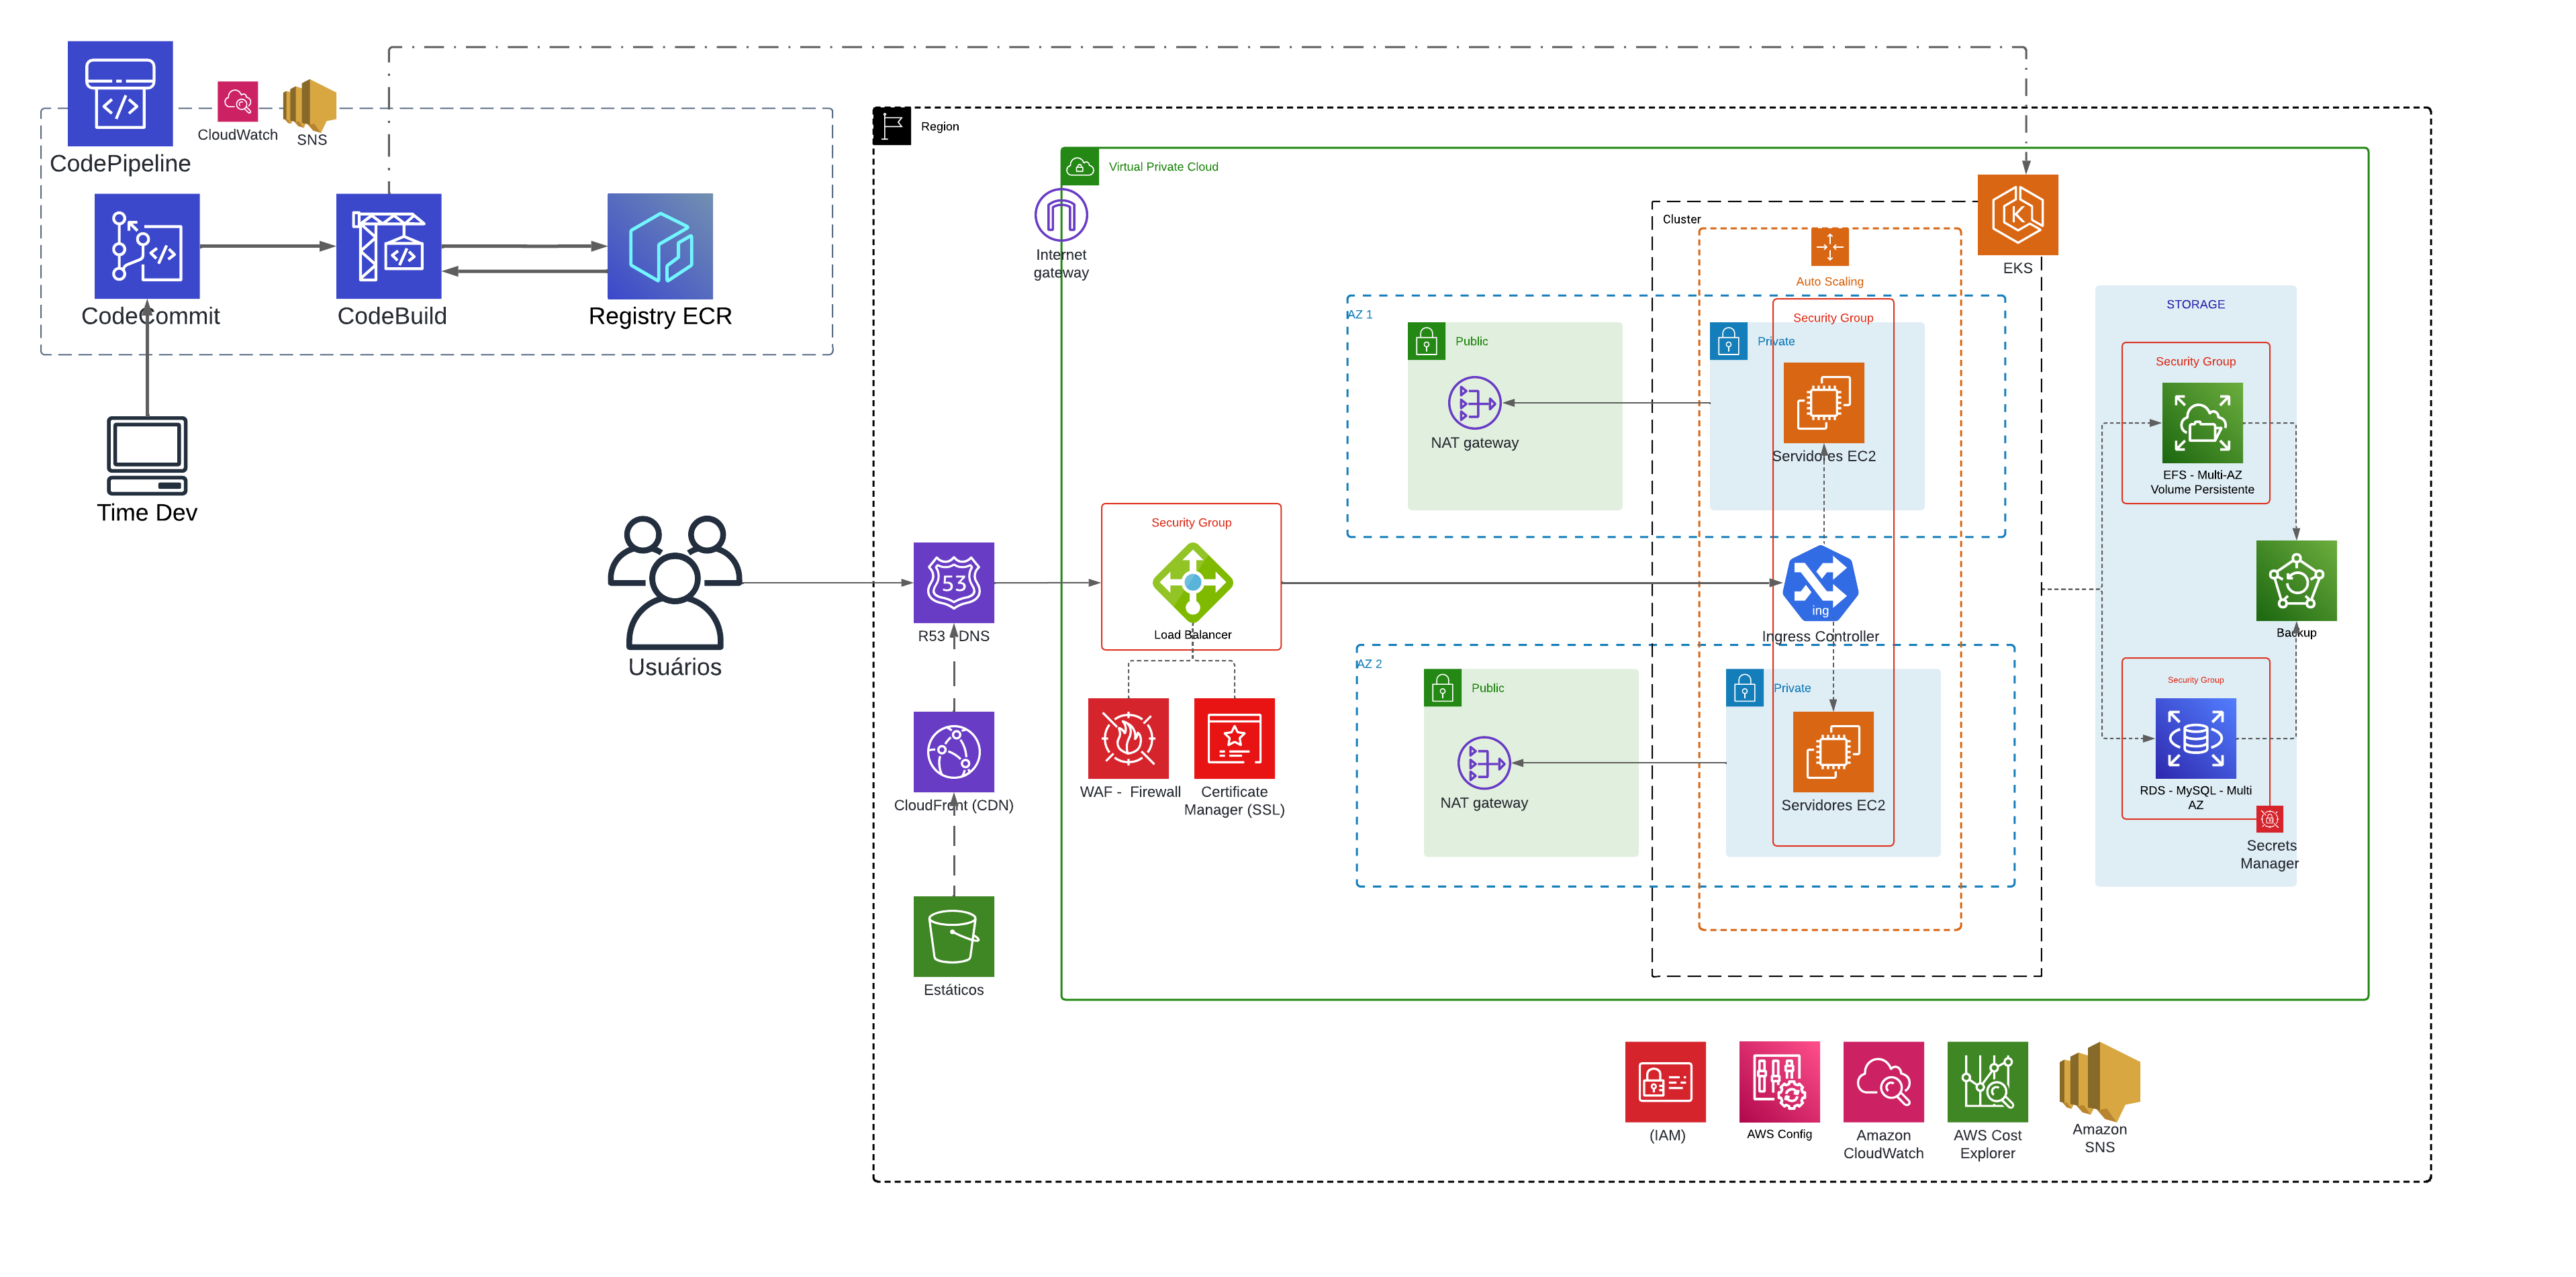 CodePipeline
CloudWatch
SNS
CodeCommit
CodeBuild
Registry ECR
Time Dev
Usuários
Region
Virtual Private Cloud
Internet
gateway
R53 DNS
53
CloudFront (CDN)
Estáticos
Security Group
Load Balancer
WAF - Firewall
Certificate
Manager (SSL)
Cluster
Auto Scaling
K
EKS
AZ 1
Public
NAT gateway
Private
Security Group
Servidores EC2
ing
Ingress Controller
AZ 2
Public
NAT gateway
Private
Servidores EC2
STORAGE
Security Group
EFS - Multi-AZ
Volume Persistente
Backup
Security Group
RDS - MySQL - Multi
AZ
Secrets
Manager
(IAM)
AWS Config
Amazon
CloudWatch
AWS Cost
Explorer
Amazon
SNS